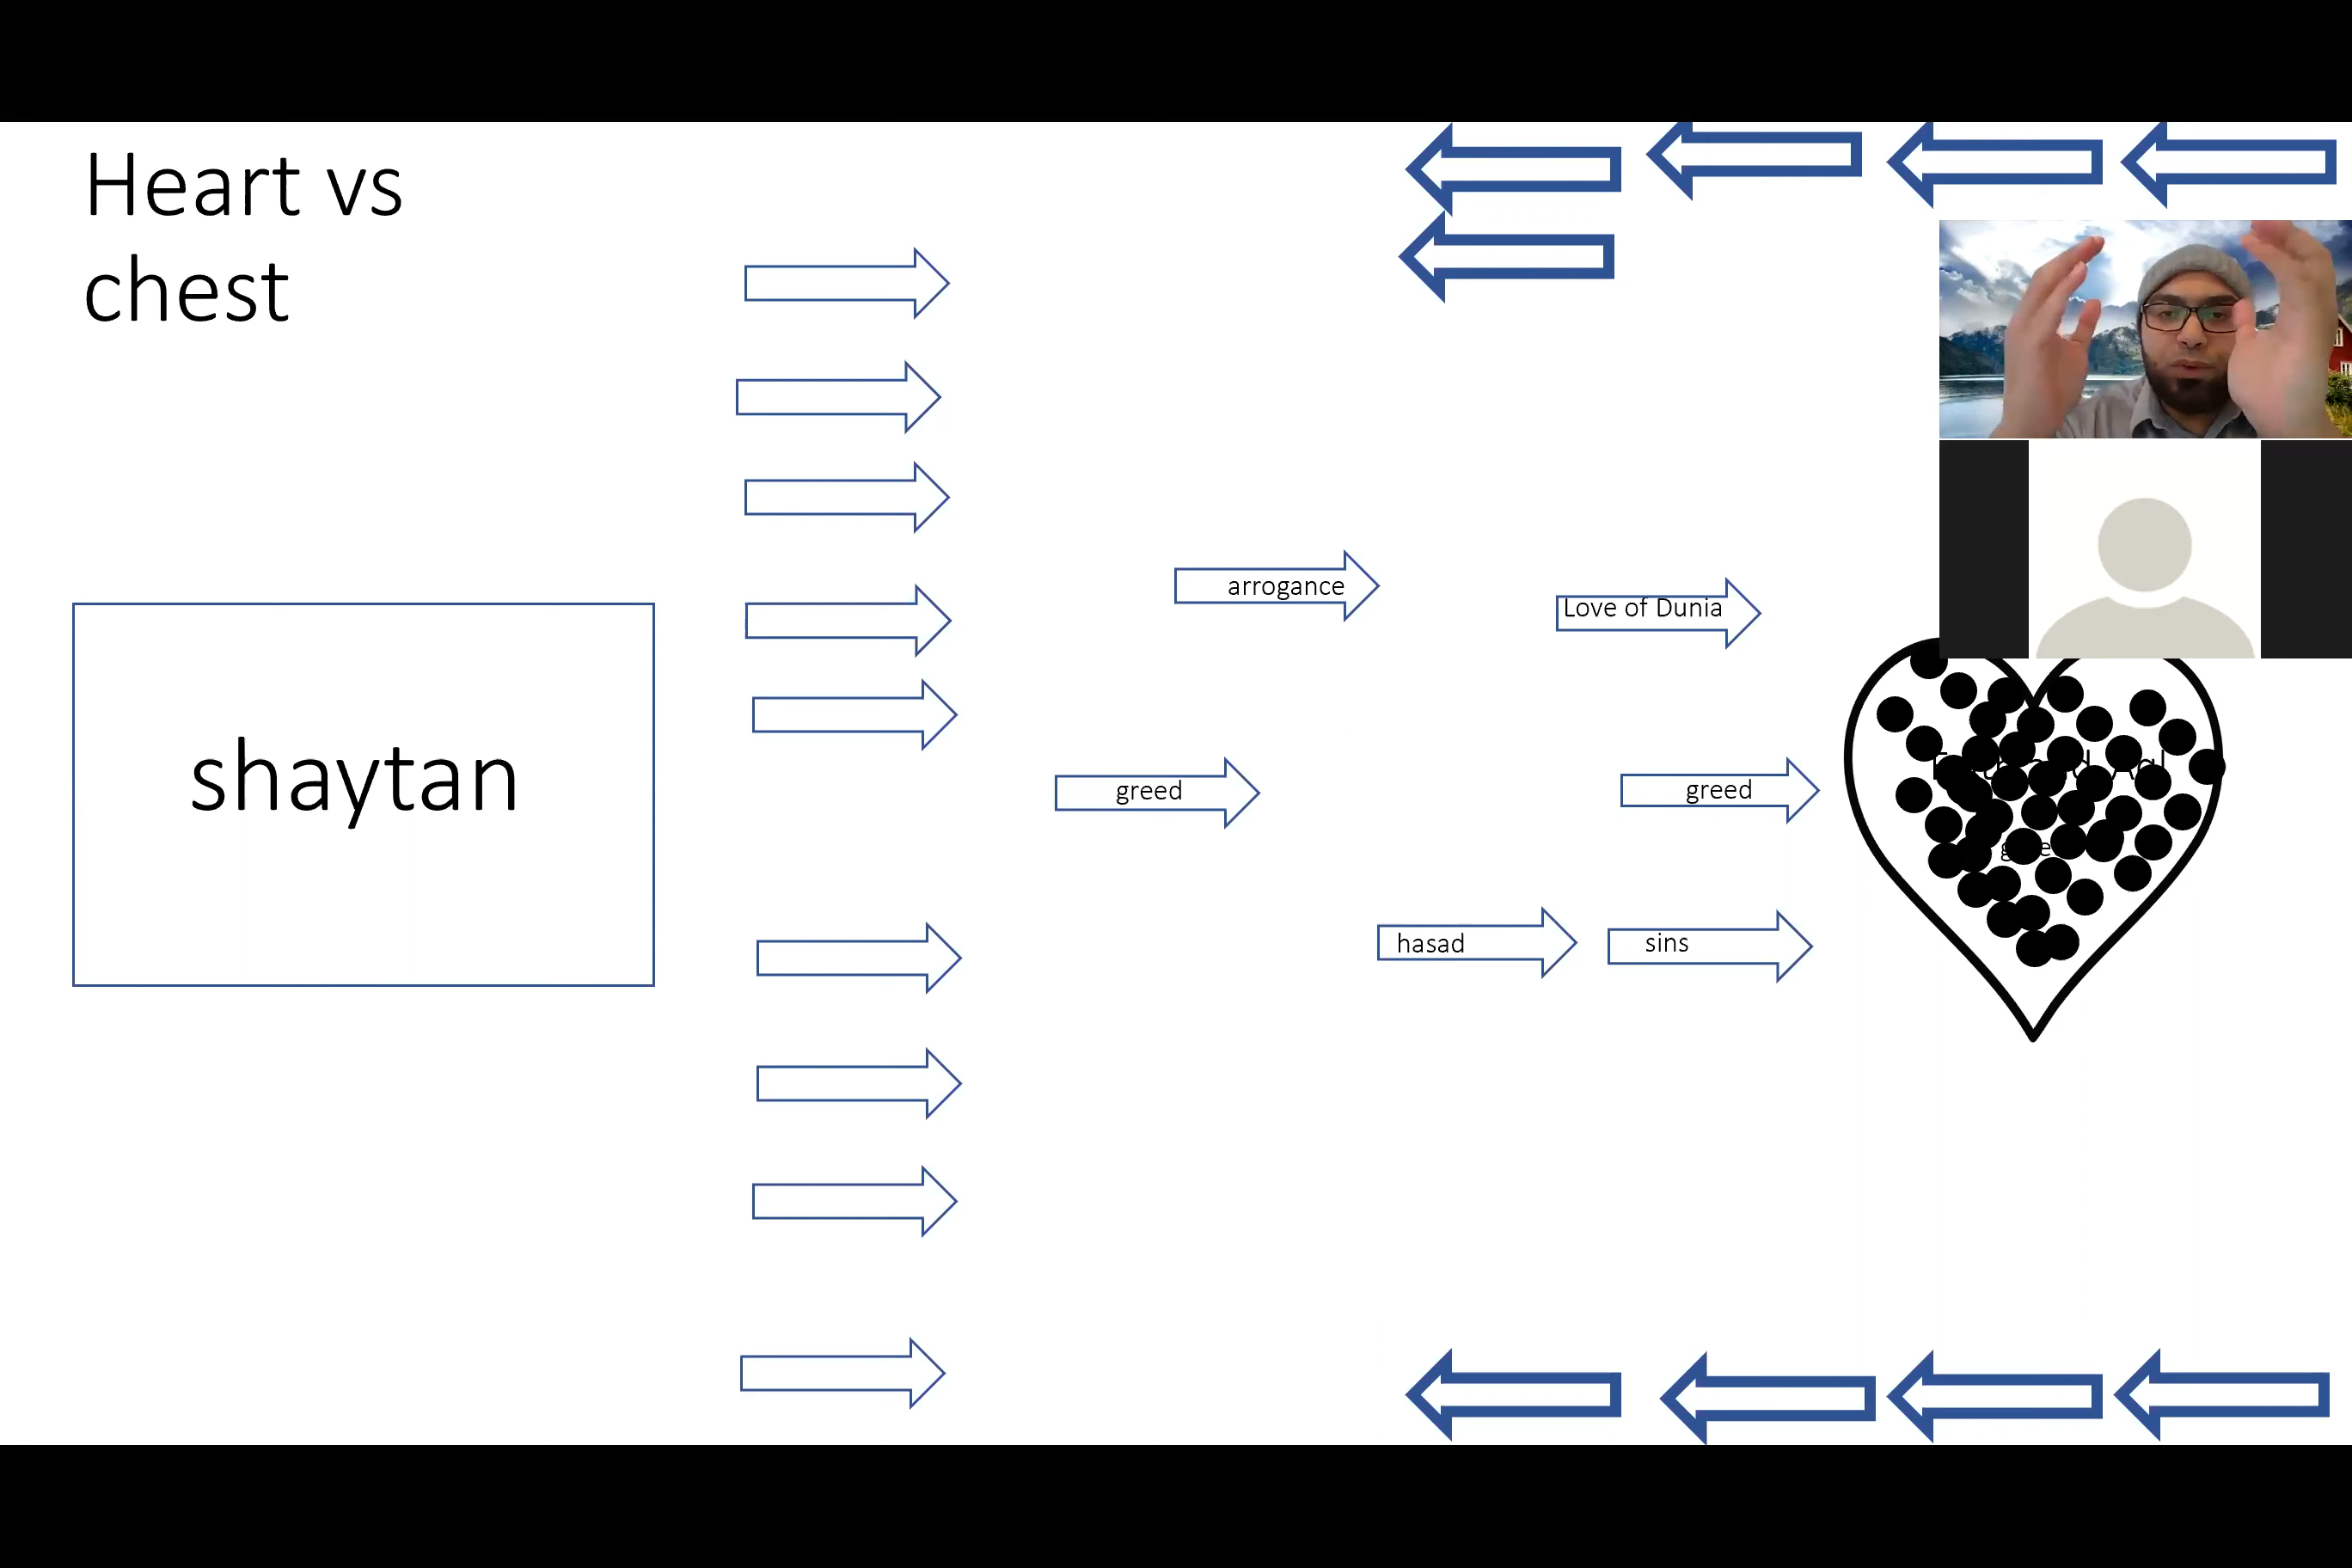 Heart vs
chest
shaytan
arrogance
Love of Dunia
greed
greed
hasad
sins